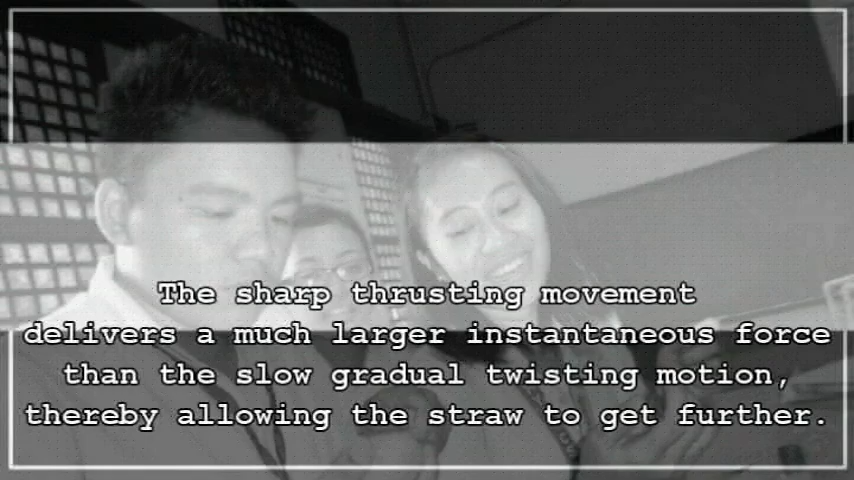 The sharp thrusting movement
delivers a much larger instantaneous force
than the slow gradual twisting motion,
thereby allowing the straw to get further.